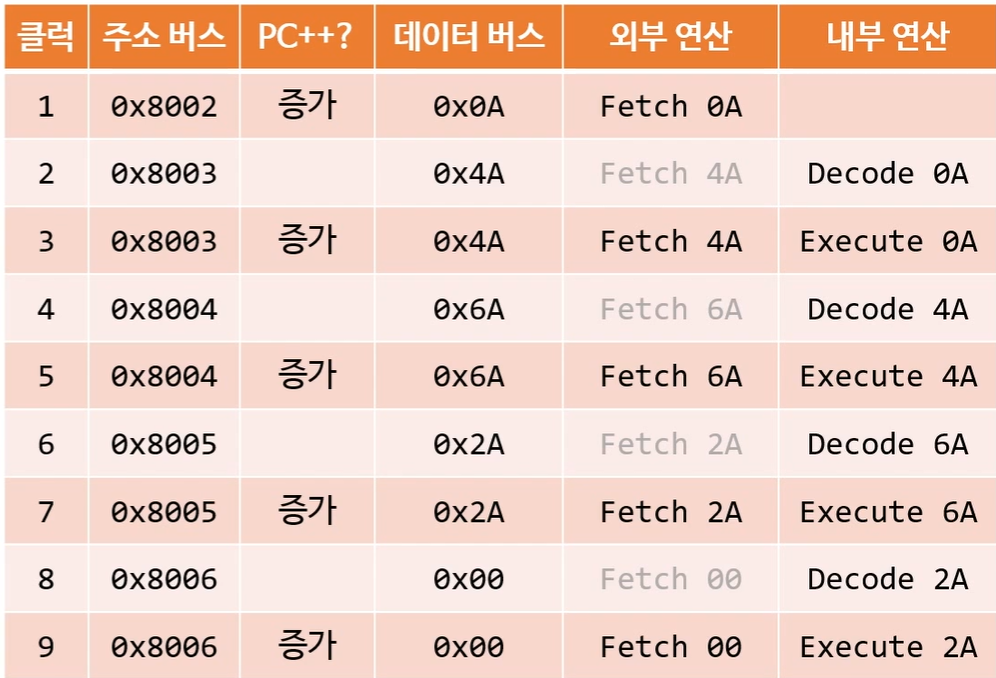 클럭 주소 버스 PC++? 데이터 버스 외부 연산 내부 연산
1 0x8002 증가 0x0A Fetch 0A
2 0x8003 0x4A Fetch 4A Decode 0A
3 0x8003 증가 0x4A Fetch 4A Execute 0A
4 0x8004 0x6A Fetch 6A Decode 4A
5 0x8004 증가 0x6A Fetch 6A Execute 4A
6 0x8005 0x2A Fetch 2A Decode 6A
7 0x8005 증가 0x2A Fetch 2A Execute 6A
8 0x8006 0x00 Fetch 00 Decode 2A
9 0x8006 증가 0x00 Fetch 00 Execute 2A